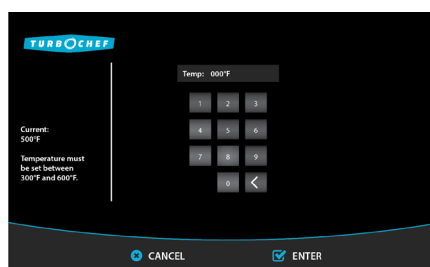 TURBOCHEF
Temp: 000°F
1 2 3
4 5 6
7 8 9
0 <
Current:
500°F
Temperature must
be set between
300°F and 600°F.
CANCEL ENTER